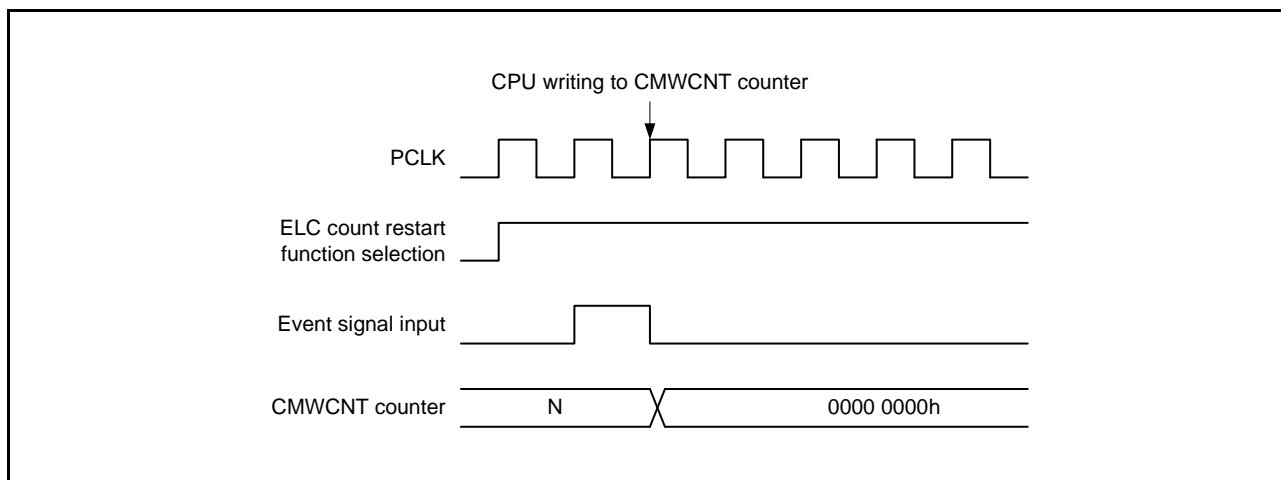 CPU writing to CMWCNT counter
PCLK
ELC count restart
function selection
Event signal input
CMWCNT counter
N
0000 0000h